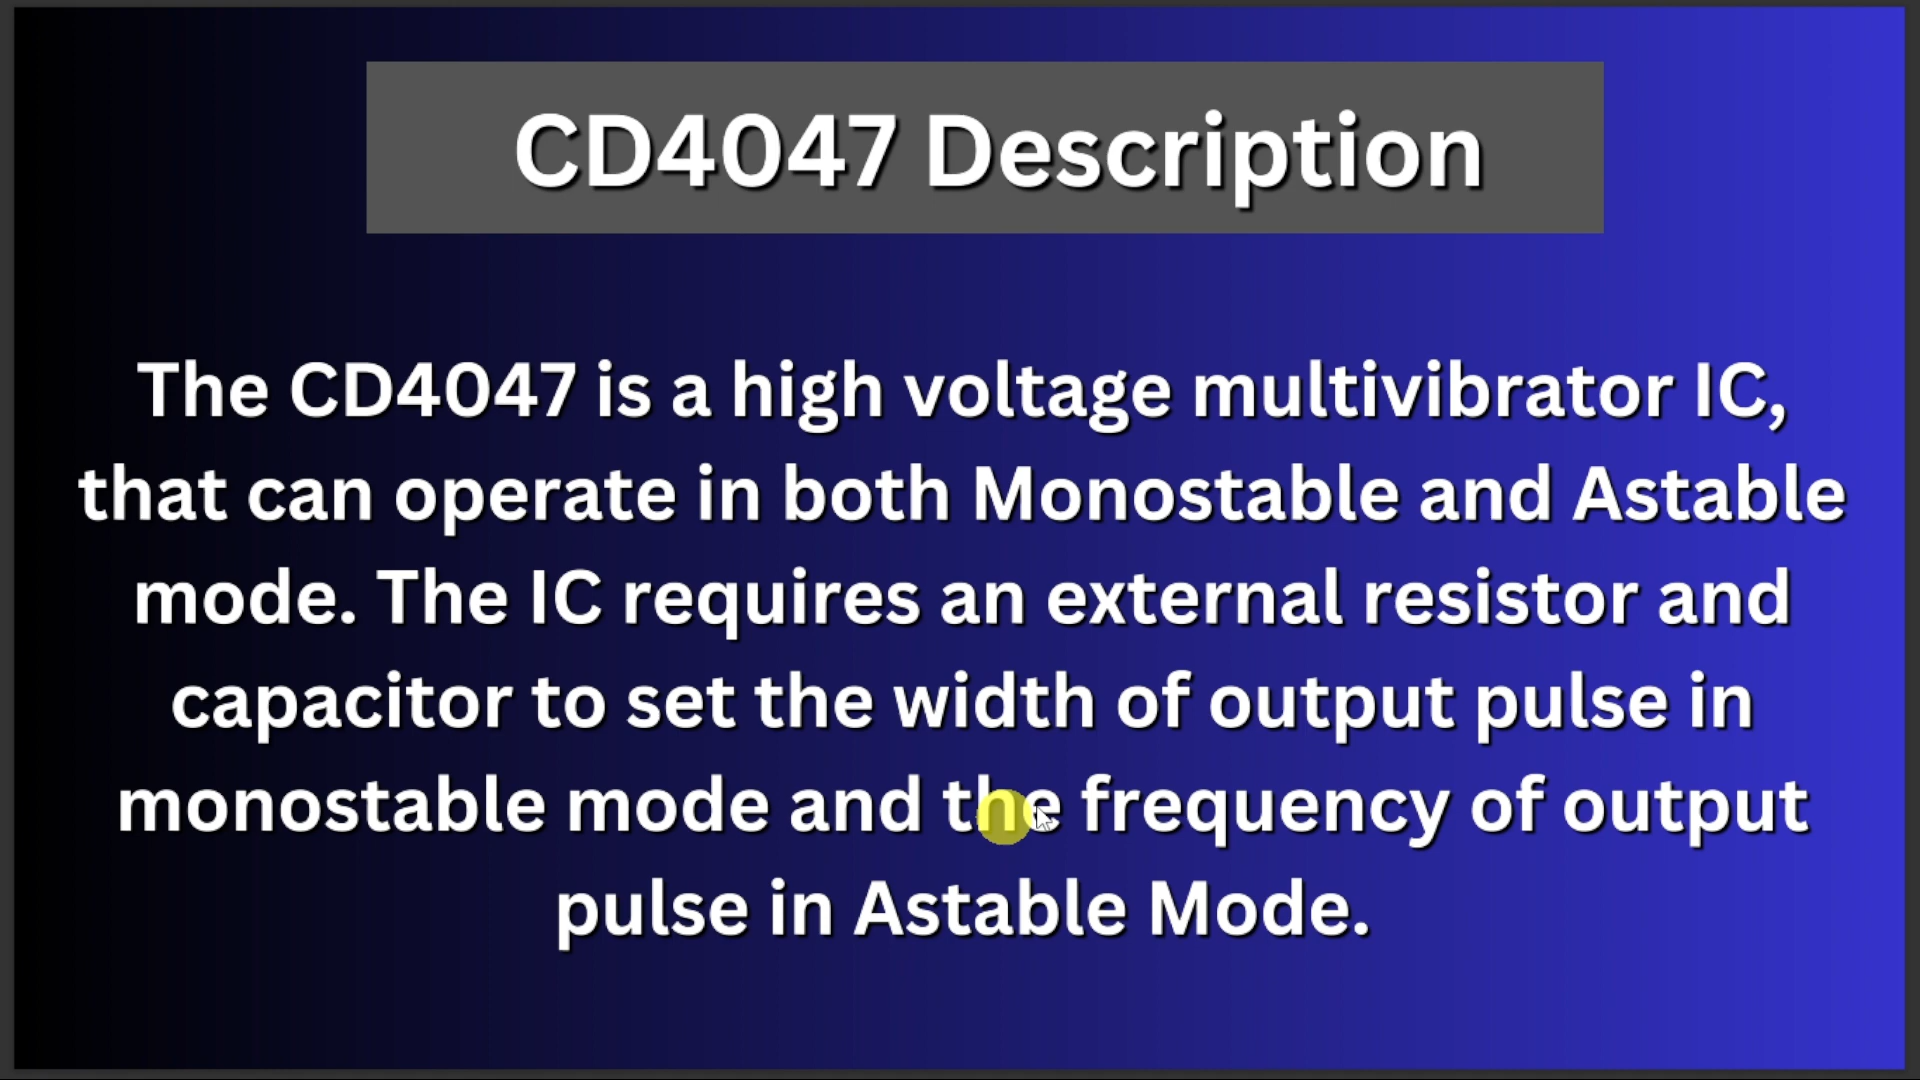 CD4047 Description
The CD4047 is a high voltage multivibrator IC,
that can operate in both Monostable and Astable
mode. The IC requires an external resistor and
capacitor to set the width of output pulse in
monostable mode and the frequency of output
pulse in Astable Mode.